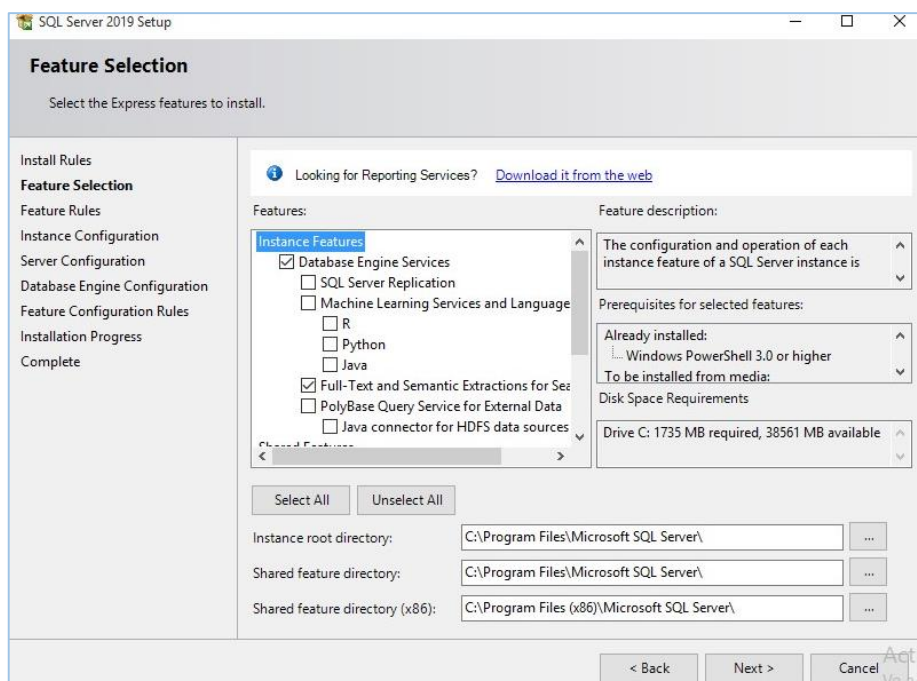 SQL Server 2019 Setup
Feature Selection
Select the Express features to install.
Install Rules
Feature Selection
Feature Rules
Instance Configuration
Server Configuration
Database Engine Configuration
Feature Configuration Rules
Installation Progress
Complete
Looking for Reporting Services? Download it from the web
Features:
Instance Features
Database Engine Services
SQL Server Replication
Machine Learning Services and Language
R
Python
Java
Full-Text and Semantic Extractions for Sea
PolyBase Query Service for External Data
Java connector for HDFS data sources
Shared Features
Feature description:
The configuration and operation of each
instance feature of a SQL Server instance is
Prerequisites for selected features:
Already installed:
Windows PowerShell 3.0 or higher
To be installed from media:
Disk Space Requirements
Drive C: 1735 MB required, 38561 MB available
Select All
Unselect All
Instance root directory: C:\Program Files\Microsoft SQL Server\ ...
Shared feature directory: C:\Program Files\Microsoft SQL Server\ ...
Shared feature directory (x86): C:\Program Files (x86)\Microsoft SQL Server\ ...
< Back
Next >
Cancel
Act